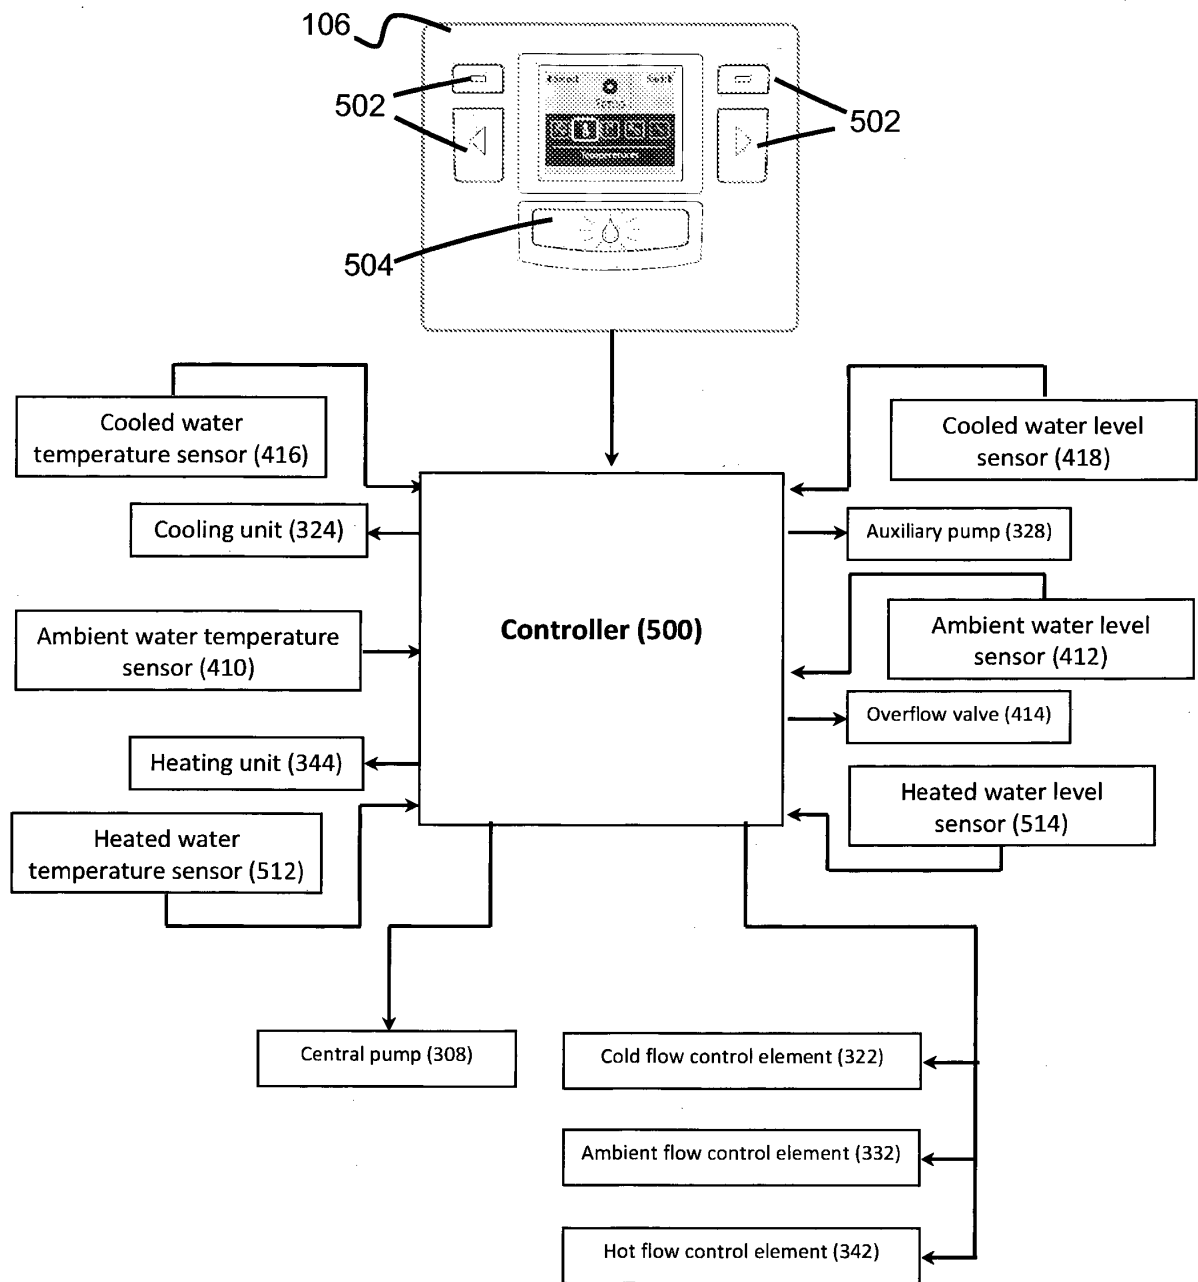 106
502
502
504
Temperature
Cooled water
temperature sensor (416)
Cooled water level
sensor (418)
Cooling unit (324)
Auxiliary pump (328)
Ambient water temperature
sensor (410)
Controller (500)
Ambient water level
sensor (412)
Overflow valve (414)
Heating unit (344)
Heated water level
sensor (514)
Heated water
temperature sensor (512)
Central pump (308)
Cold flow control element (322)
Ambient flow control element (332)
Hot flow control element (342)